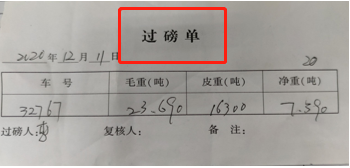 过磅单
2020年12月11日 20
车号 毛重(吨) 皮重(吨) 净重(吨)
32767 23.690 16300 7.590
过磅人: 复核人: 备注: